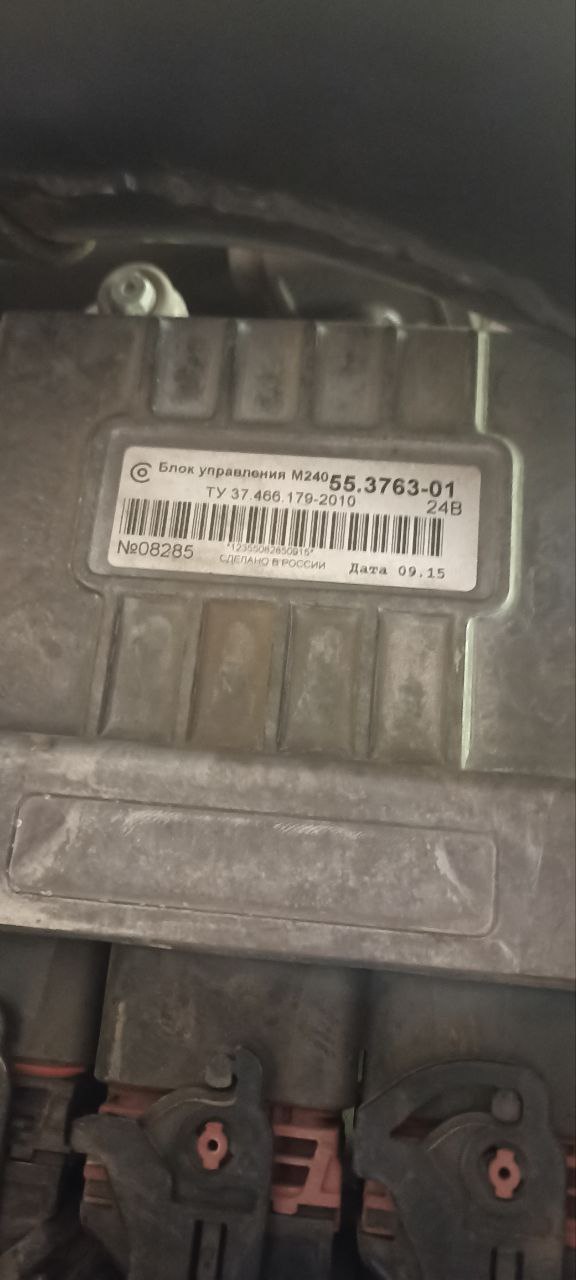 Блок управления М240 55.3763-01
ТУ 37.466.179-2010 24В
*12355082850915*
№08285 СДЕЛАНО В РОССИИ Дата 09.15